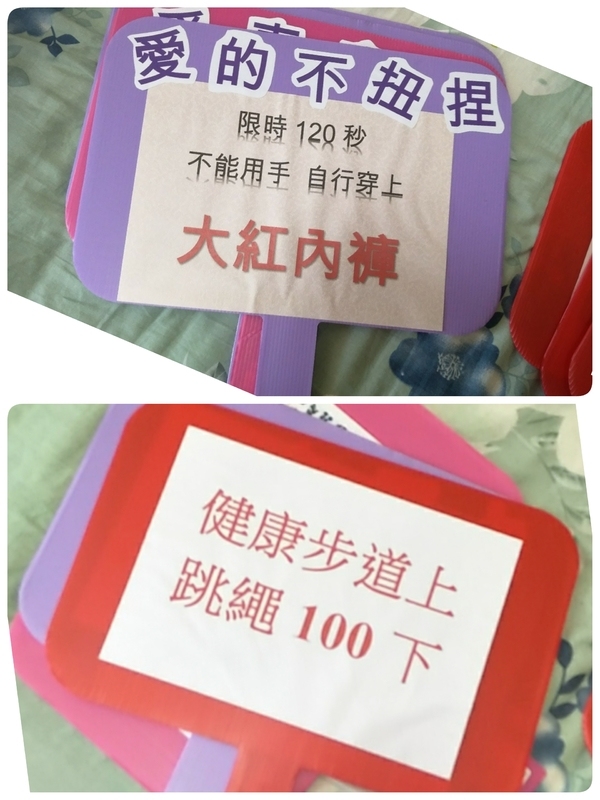 愛的不扭捏
限時 120 秒
不能用手 自行穿上
大紅內褲
健康步道上
跳繩 100 下